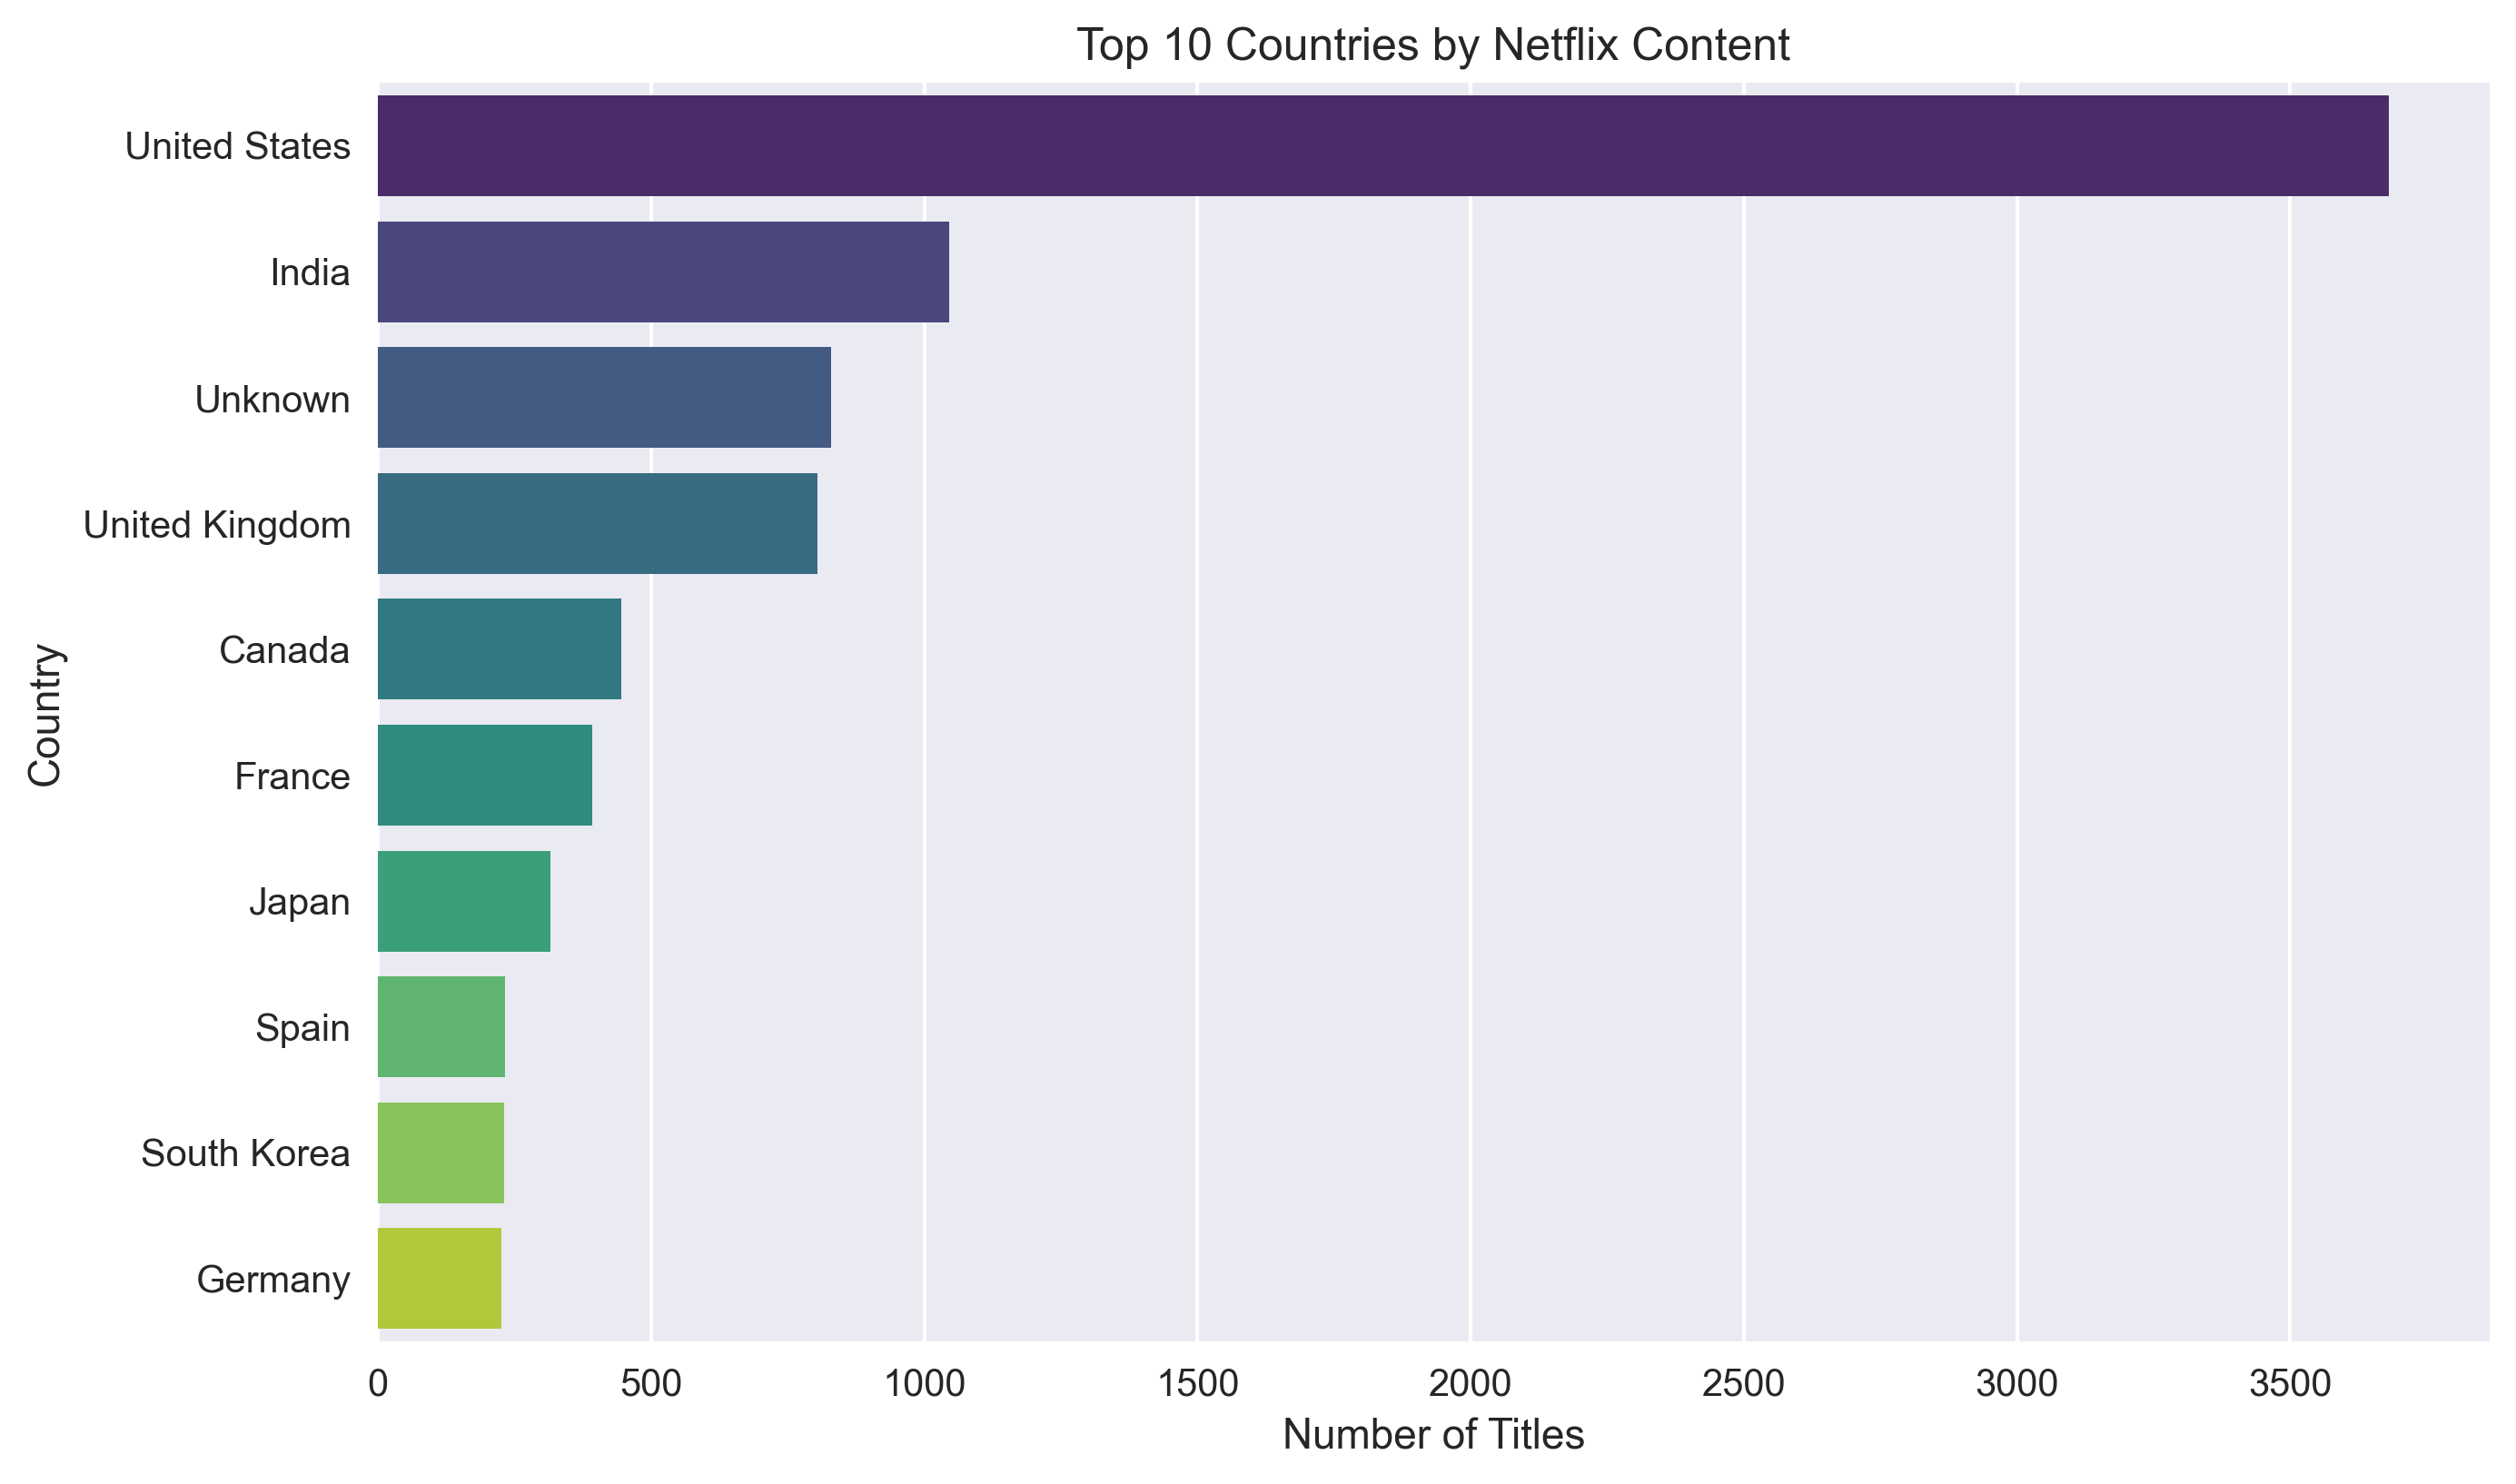 Top 10 Countries by Netflix Content
United States
India
Unknown
United Kingdom
Canada
France
Japan
Spain
South Korea
Germany
Country
0 500 1000 1500 2000 2500 3000 3500
Number of Titles